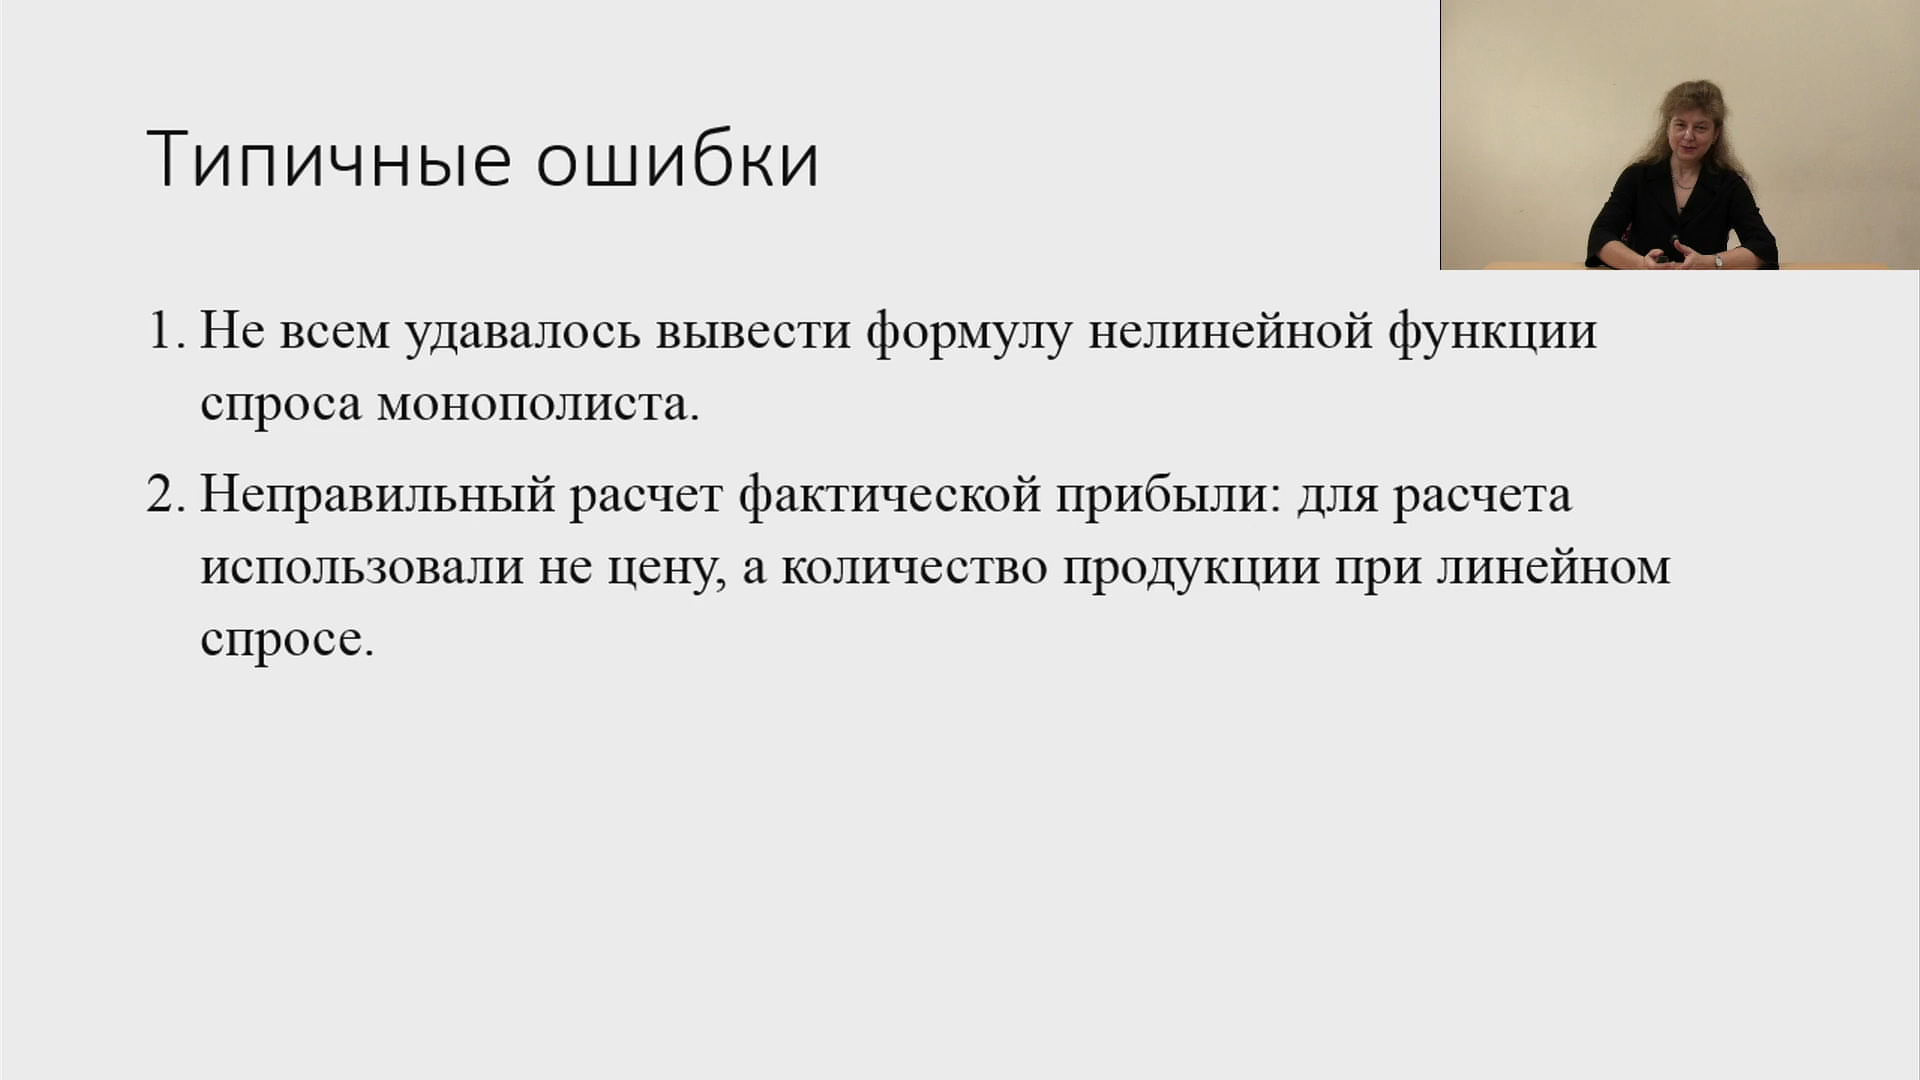 Типичные ошибки
1. Не всем удавалось вывести формулу нелинейной функции
спроса монополиста.
2. Неправильный расчет фактической прибыли: для расчета
использовали не цену, а количество продукции при линейном
спросе.